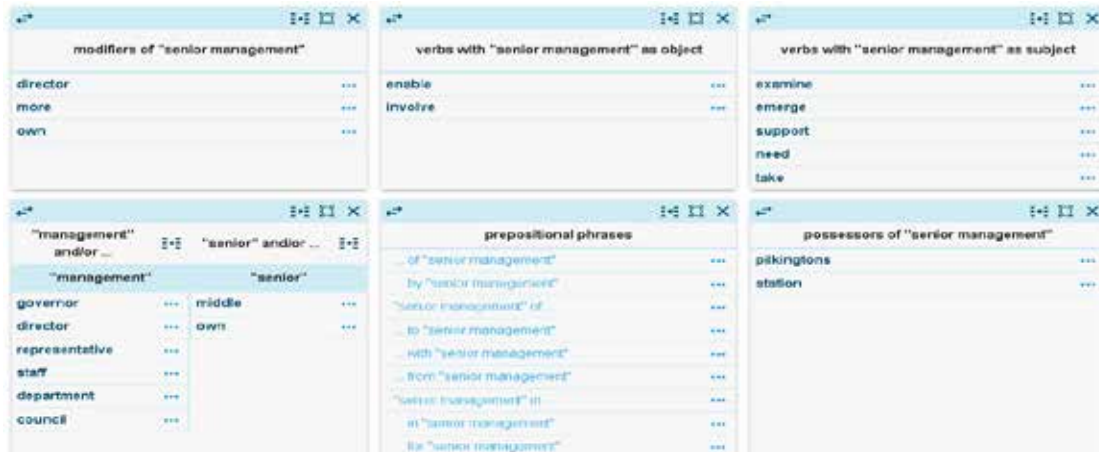 modifiers of "senior management"
director
more
own
verbs with "senior management" as object
enable
involve
verbs with "senior management" as subject
examine
emerge
support
need
take
"management" and/or ...
"senior" and/or ...
"management"
governor
director
representative
staff
department
council
"senior"
middle
own
prepositional phrases
... of "senior management"
... by "senior management"
"senior management" of ...
... to "senior management"
... with "senior management"
... from "senior management"
"senior management" in ...
... in "senior management"
... for "senior management"
possessors of "senior management"
pilkingtons
station